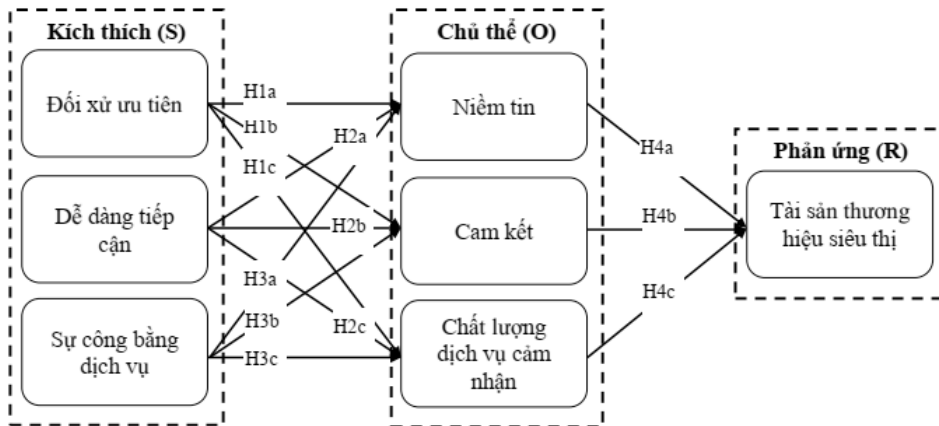 Kích thích (S)
Đối xử ưu tiên
Dễ dàng tiếp
cận
Sự công bằng
dịch vụ
H1a
H1b
H1c
H2a
H2b
H3a
H3b
H2c
H3c
Chủ thể (O)
Niềm tin
Cam kết
Chất lượng
dịch vụ cảm
nhận
H4a
H4b
H4c
Phản ứng (R)
Tài sản thương
hiệu siêu thị